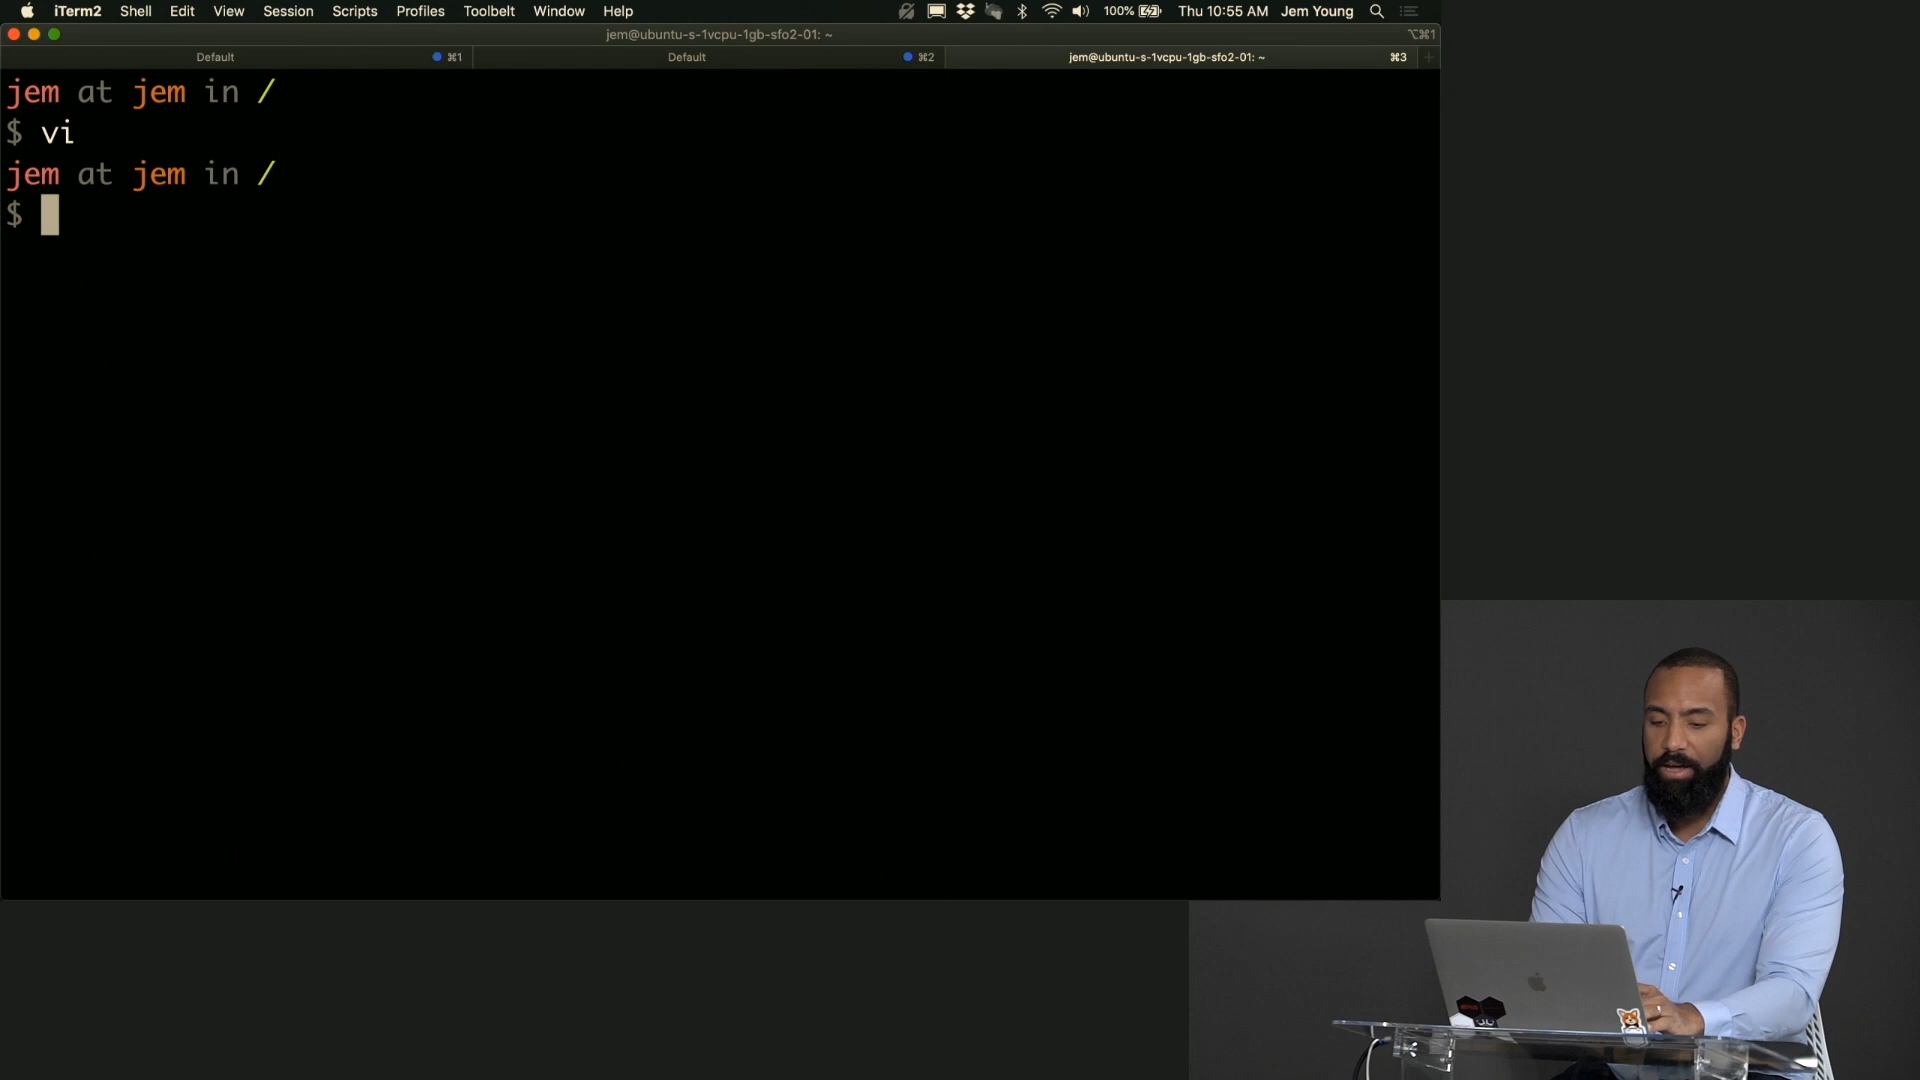 iTerm2 Shell Edit View Session Scripts Profiles Toolbelt Window Help 100% Thu 10:55 AM Jem Young
jem@ubuntu-s-1vcpu-1gb-sfo2-01: ~ ⌥⌘1
Default ⌘1 Default ⌘2 jem@ubuntu-s-1vcpu-1gb-sfo2-01: ~ ⌘3
jem at jem in /
$ vi
jem at jem in /
$